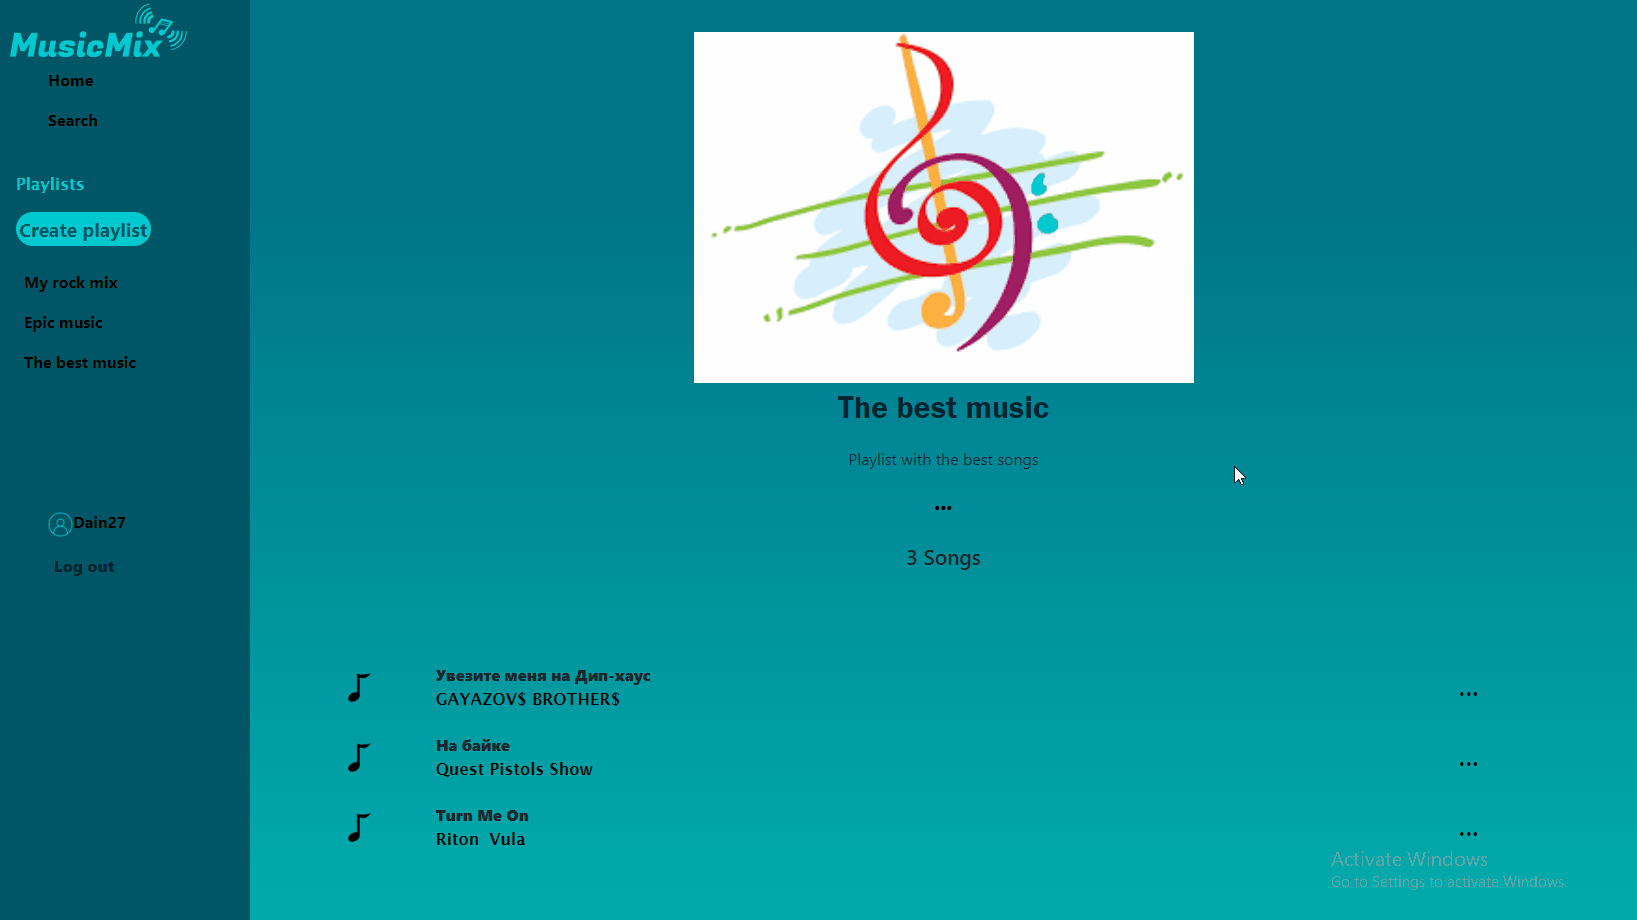 MusicMix
Home
Search
Playlists
Create playlist
My rock mix
Epic music
The best music
Dain27
Log out
The best music
Playlist with the best songs
...
3 Songs
Увезите меня на Дип-хаус
GAYAZOV$ BROTHER$
...
На байке
Quest Pistols Show
...
Turn Me On
Riton  Vula
...
Activate Windows
Go to Settings to activate Windows.